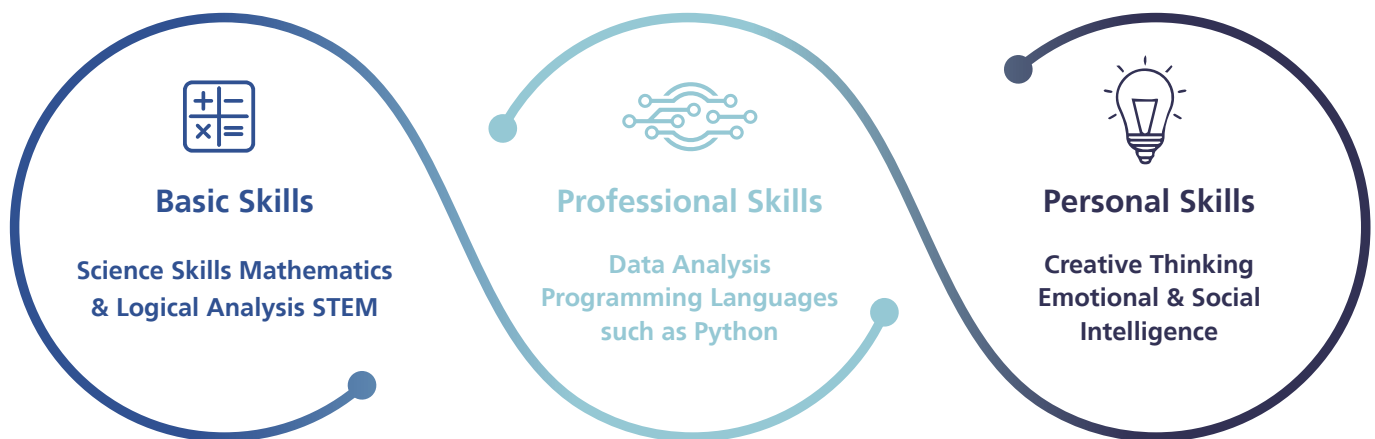 Basic Skills
Science Skills Mathematics
& Logical Analysis STEM
Professional Skills
Data Analysis
Programming Languages
such as Python
Personal Skills
Creative Thinking
Emotional & Social
Intelligence